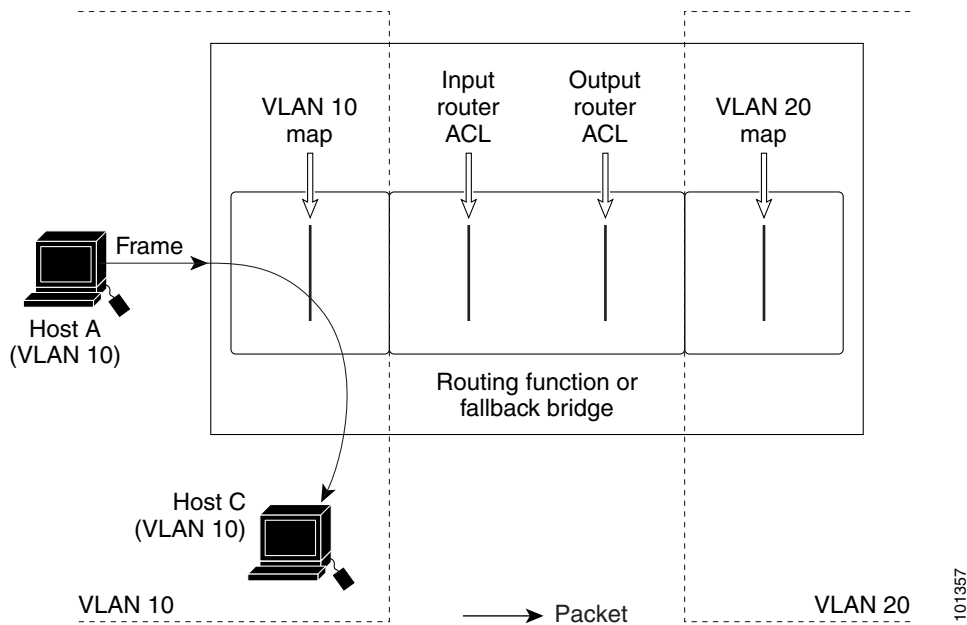 VLAN 10
map
Input
router
ACL
Output
router
ACL
VLAN 20
map
Frame
Host A
(VLAN 10)
Routing function or
fallback bridge
Host C
(VLAN 10)
VLAN 10
Packet
VLAN 20
101357